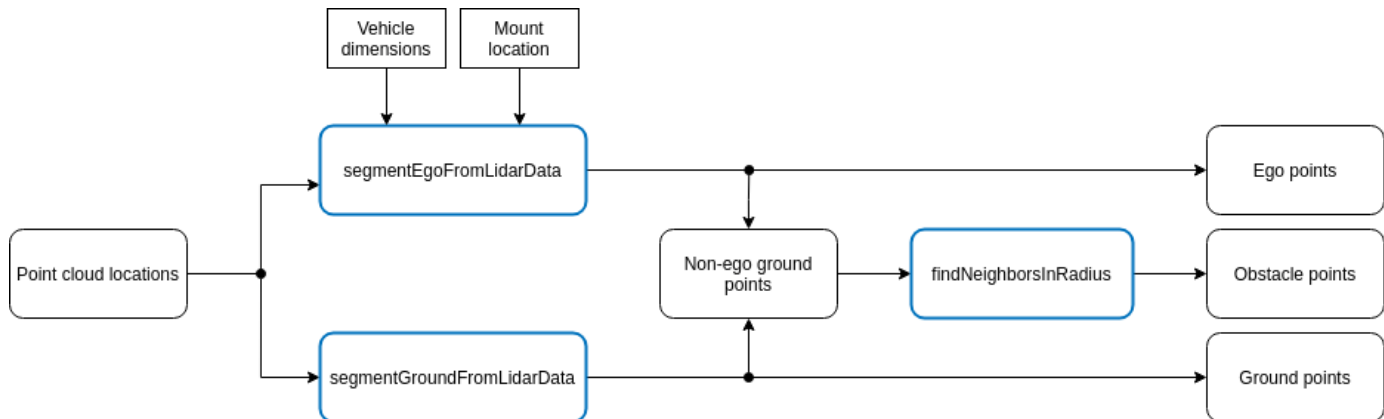 Vehicle
dimensions
Mount
location
segmentEgoFromLidarData
Ego points
Point cloud locations
Non-ego ground
points
findNeighborsInRadius
Obstacle points
segmentGroundFromLidarData
Ground points